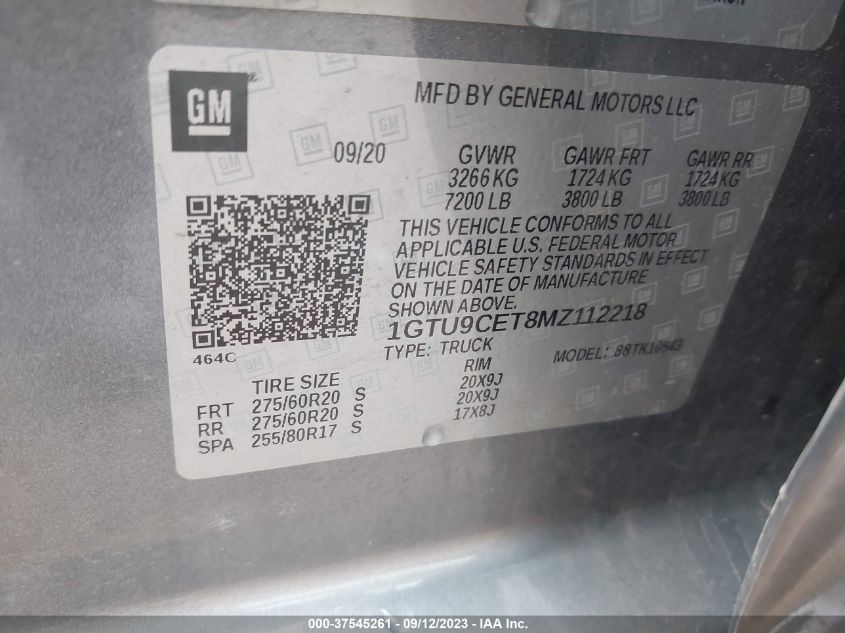 GM
MFD BY GENERAL MOTORS LLC
09/20
GVWR GAWR FRT GAWR RR
3266 KG 1724 KG 1724 KG
7200 LB 3800 LB 3800 LB
THIS VEHICLE CONFORMS TO ALL
APPLICABLE U.S. FEDERAL MOTOR
VEHICLE SAFETY STANDARDS IN EFFECT
ON THE DATE OF MANUFACTURE
SHOWN ABOVE.
1GTU9CET8MZ112218
464C
TYPE: TRUCK MODEL: 88TK10543
TIRE SIZE RIM
FRT 275/60R20 S 20X9J
RR 275/60R20 S 20X9J
SPA 255/80R17 S 17X8J
000-37545261 - 09/12/2023 - IAA Inc.